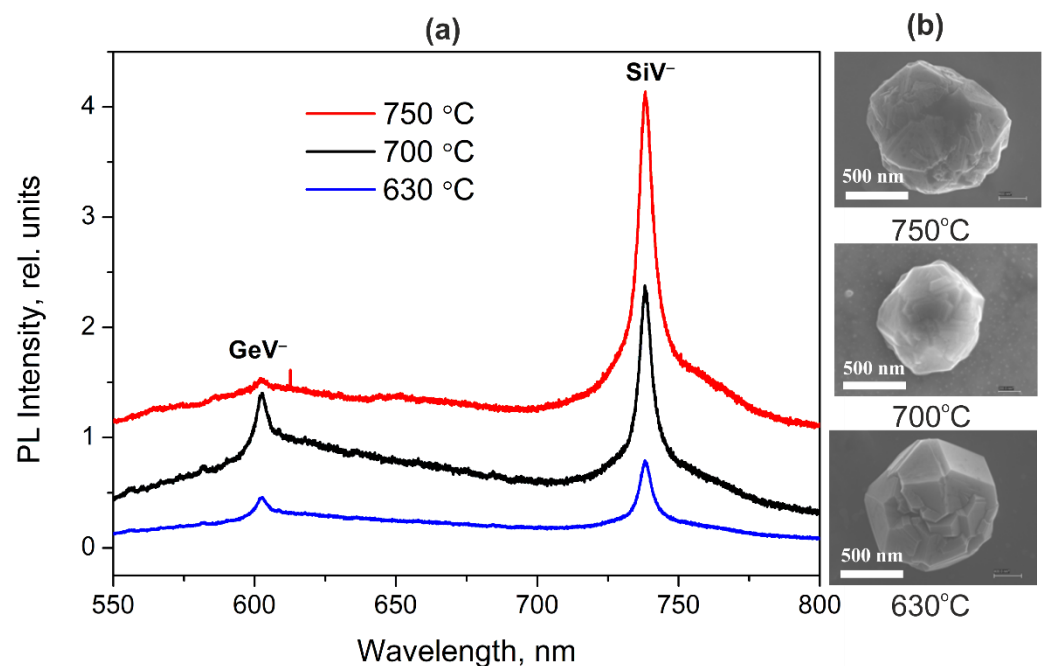 (a)
(b)
PL Intensity, rel. units
4
3
2
1
0
750 °C
700 °C
630 °C
GeV⁻
SiV⁻
550
600
650
700
750
800
Wavelength, nm
500 nm
750°C
500 nm
700°C
500 nm
630°C